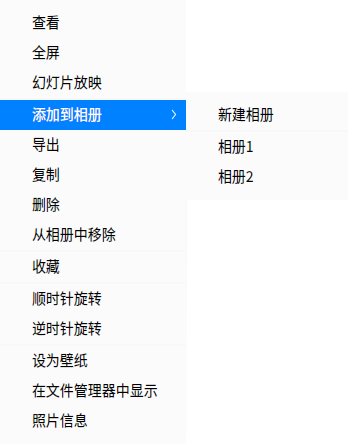 查看
全屏
幻灯片放映
添加到相册
导出
复制
删除
从相册中移除
收藏
顺时针旋转
逆时针旋转
设为壁纸
在文件管理器中显示
照片信息
新建相册
相册1
相册2